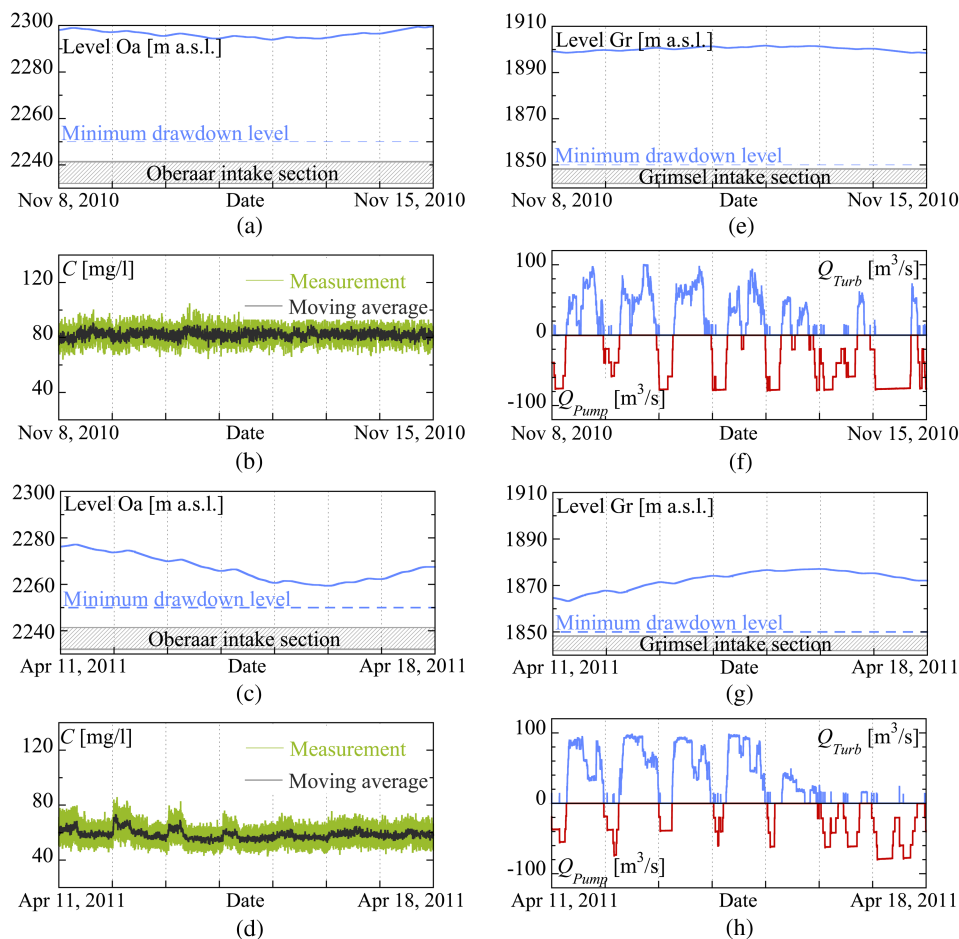 2300
Level Oa [m a.s.l.]
2280
2260
Minimum drawdown level
2240
Oberaar intake section
Nov 8, 2010 Date Nov 15, 2010
(a)
1910
Level Gr [m a.s.l.]
1890
1870
Minimum drawdown level
1850
Grimsel intake section
Nov 8, 2010 Date Nov 15, 2010
(e)
C [mg/l]
120
Measurement
Moving average
80
40
Nov 8, 2010 Date Nov 15, 2010
(b)
100
Q_Turb [m³/s]
0
Q_Pump [m³/s]
-100
Nov 8, 2010 Date Nov 15, 2010
(f)
2300
Level Oa [m a.s.l.]
2280
2260
Minimum drawdown level
2240
Oberaar intake section
Apr 11, 2011 Date Apr 18, 2011
(c)
1910
Level Gr [m a.s.l.]
1890
1870
Minimum drawdown level
1850
Grimsel intake section
Apr 11, 2011 Date Apr 18, 2011
(g)
C [mg/l]
120
Measurement
Moving average
80
40
Apr 11, 2011 Date Apr 18, 2011
(d)
100
Q_Turb [m³/s]
0
Q_Pump [m³/s]
-100
Apr 11, 2011 Date Apr 18, 2011
(h)